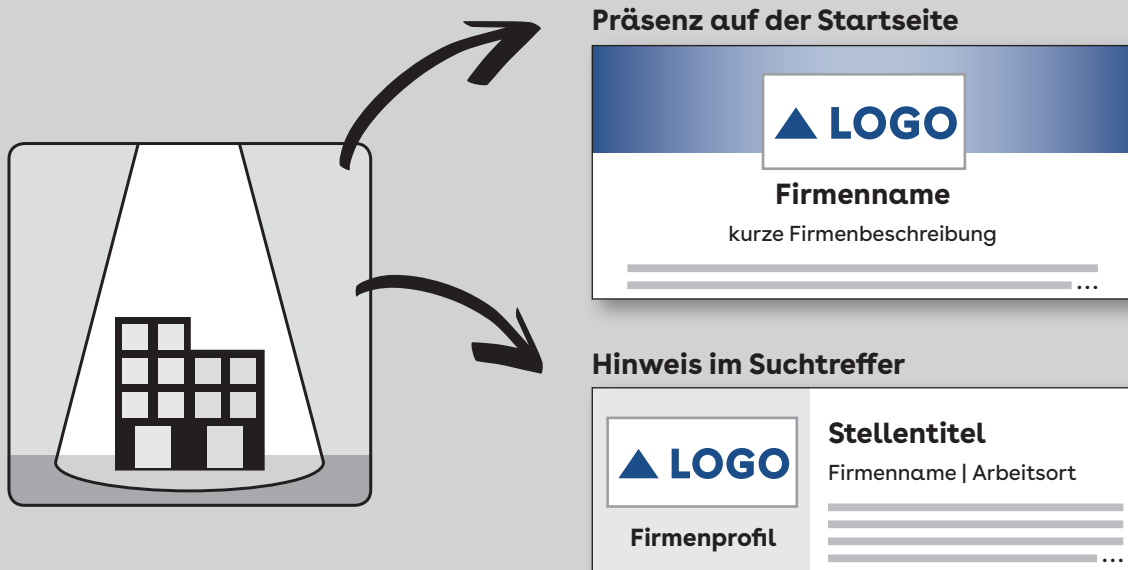 Präsenz auf der Startseite
LOGO
Firmenname
kurze Firmenbeschreibung
...
Hinweis im Suchtreffer
LOGO
Firmenprofil
Stellentitel
Firmenname | Arbeitsort
...